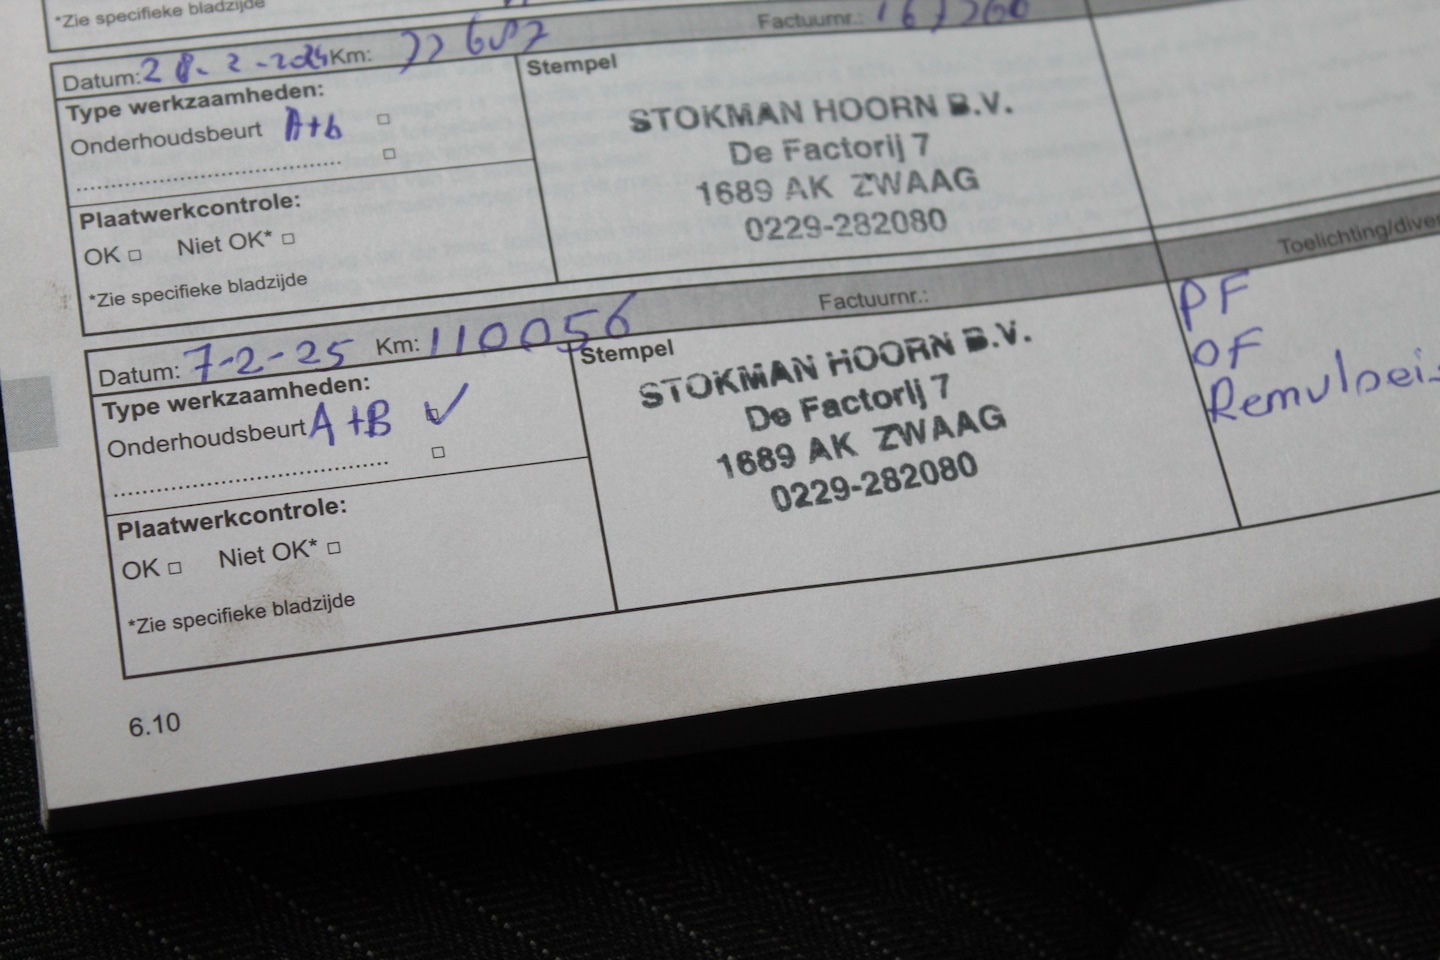 *Zie specifieke bladzijde
Datum: 28-2-2024 Km: Factuurnr.:
Type werkzaamheden:
Onderhoudsbeurt A+b □
........................................ □
Stempel
STOKMAN HOORN B.V.
De Factorij 7
1689 AK ZWAAG
0229-282080
Plaatwerkcontrole:
OK □ Niet OK* □
*Zie specifieke bladzijde
Toelichting/diver
Datum: 7-2-25 Km: 110056 Factuurnr.:
Type werkzaamheden:
Onderhoudsbeurt A+B ✓
........................................ □
Stempel
STOKMAN HOORN B.V.
De Factorij 7
1689 AK ZWAAG
0229-282080
PF
OF
Remvloeis
Plaatwerkcontrole:
OK □ Niet OK* □
*Zie specifieke bladzijde
6.10